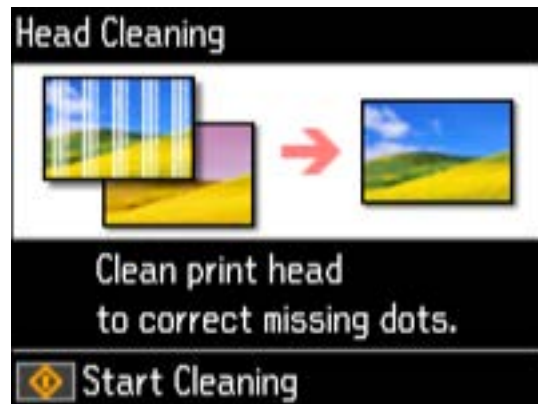 Head Cleaning
Clean print head
to correct missing dots.
Start Cleaning